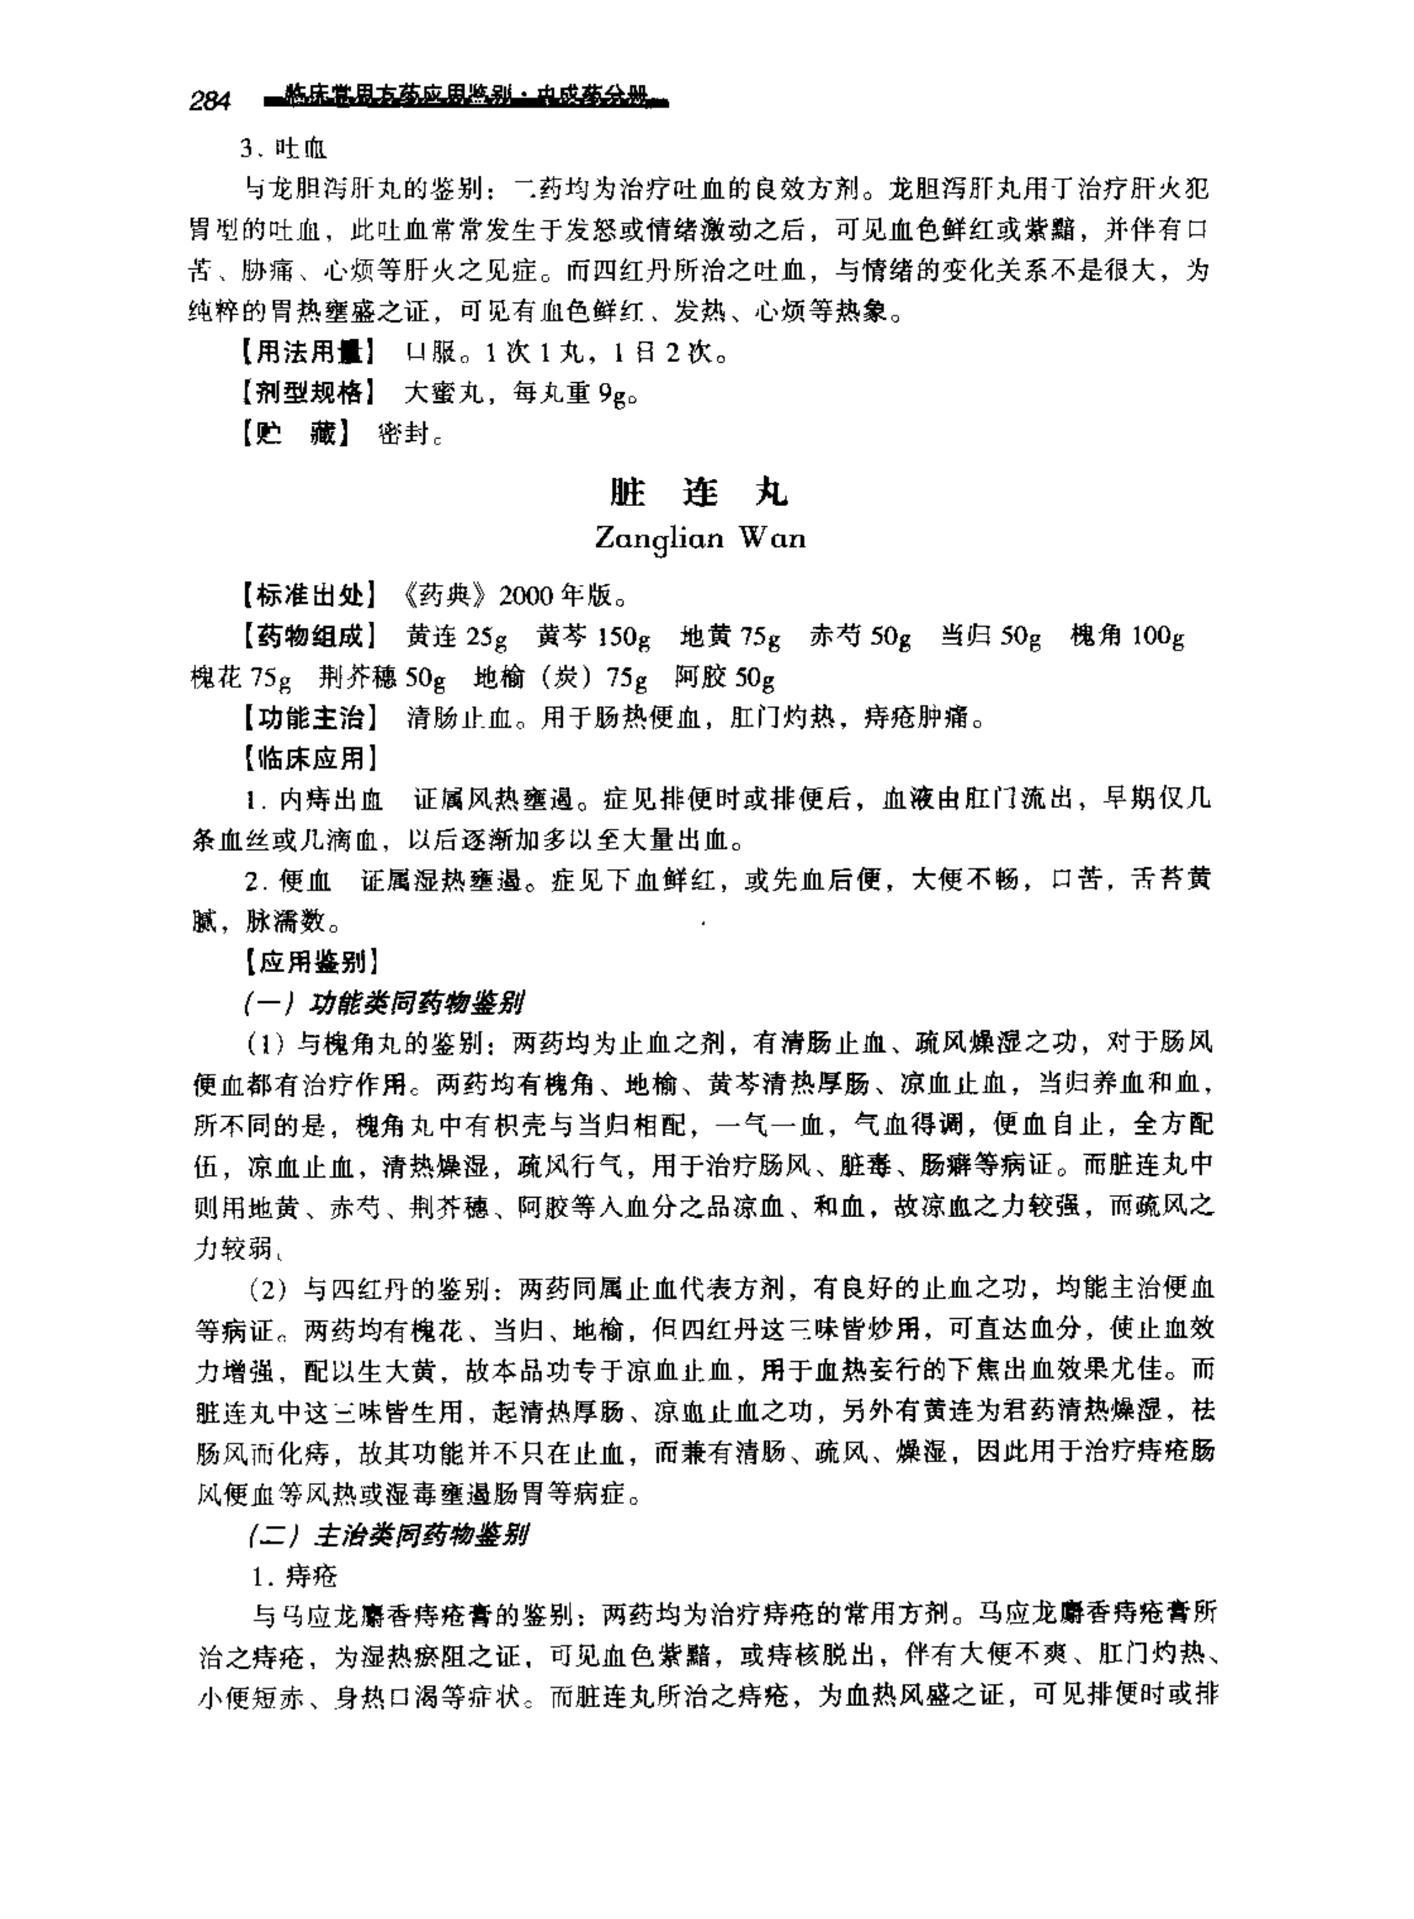 284 临床常用方药应用鉴别·中成药分册
3. 吐血
与龙胆泻肝丸的鉴别：二药均为治疗吐血的良效方剂。龙胆泻肝丸用于治疗肝火犯
胃型的吐血，此吐血常常发生于发怒或情绪激动之后，可见血色鲜红或紫黯，并伴有口
苦、胁痛、心烦等肝火之见症。而四红丹所治之吐血，与情绪的变化关系不是很大，为
纯粹的胃热壅盛之证，可见有血色鲜红、发热、心烦等热象。
【用法用量】 口服。1次1丸，1日2次。
【剂型规格】 大蜜丸，每丸重9g。
【贮 藏】 密封。
脏 连 丸
Zanglian Wan
【标准出处】《药典》2000年版。
【药物组成】 黄连25g 黄芩150g 地黄75g 赤芍50g 当归50g 槐角100g
槐花75g 荆芥穗50g 地榆（炭）75g 阿胶50g
【功能主治】 清肠止血。用于肠热便血，肛门灼热，痔疮肿痛。
【临床应用】
1. 内痔出血 证属风热壅遏。症见排便时或排便后，血液由肛门流出，早期仅几
条血丝或几滴血，以后逐渐加多以至大量出血。
2. 便血 证属湿热壅遏。症见下血鲜红，或先血后便，大便不畅，口苦，舌苔黄
腻，脉濡数。
【应用鉴别】
（一）功能类同药物鉴别
（1）与槐角丸的鉴别：两药均为止血之剂，有清肠止血、疏风燥湿之功，对于肠风
便血都有治疗作用。两药均有槐角、地榆、黄芩清热厚肠、凉血止血，当归养血和血，
所不同的是，槐角丸中有枳壳与当归相配，一气一血，气血得调，便血自止，全方配
伍，凉血止血，清热燥湿，疏风行气，用于治疗肠风、脏毒、肠癖等病证。而脏连丸中
则用地黄、赤芍、荆芥穗、阿胶等入血分之品凉血、和血，故凉血之力较强，而疏风之
力较弱。
（2）与四红丹的鉴别：两药同属止血代表方剂，有良好的止血之功，均能主治便血
等病证。两药均有槐花、当归、地榆，但四红丹这三味皆炒用，可直达血分，使止血效
力增强，配以生大黄，故本品功专于凉血止血，用于血热妄行的下焦出血效果尤佳。而
脏连丸中这三味皆生用，起清热厚肠、凉血止血之功，另外有黄连为君药清热燥湿，祛
肠风而化痔，故其功能并不只在止血，而兼有清肠、疏风、燥湿，因此用于治疗痔疮肠
风便血等风热或湿毒壅遏肠胃等病症。
（二）主治类同药物鉴别
1. 痔疮
与马应龙麝香痔疮膏的鉴别：两药均为治疗痔疮的常用方剂。马应龙麝香痔疮膏所
治之痔疮，为湿热瘀阻之证，可见血色紫黯，或痔核脱出，伴有大便不爽、肛门灼热、
小便短赤、身热口渴等症状。而脏连丸所治之痔疮，为血热风盛之证，可见排便时或排